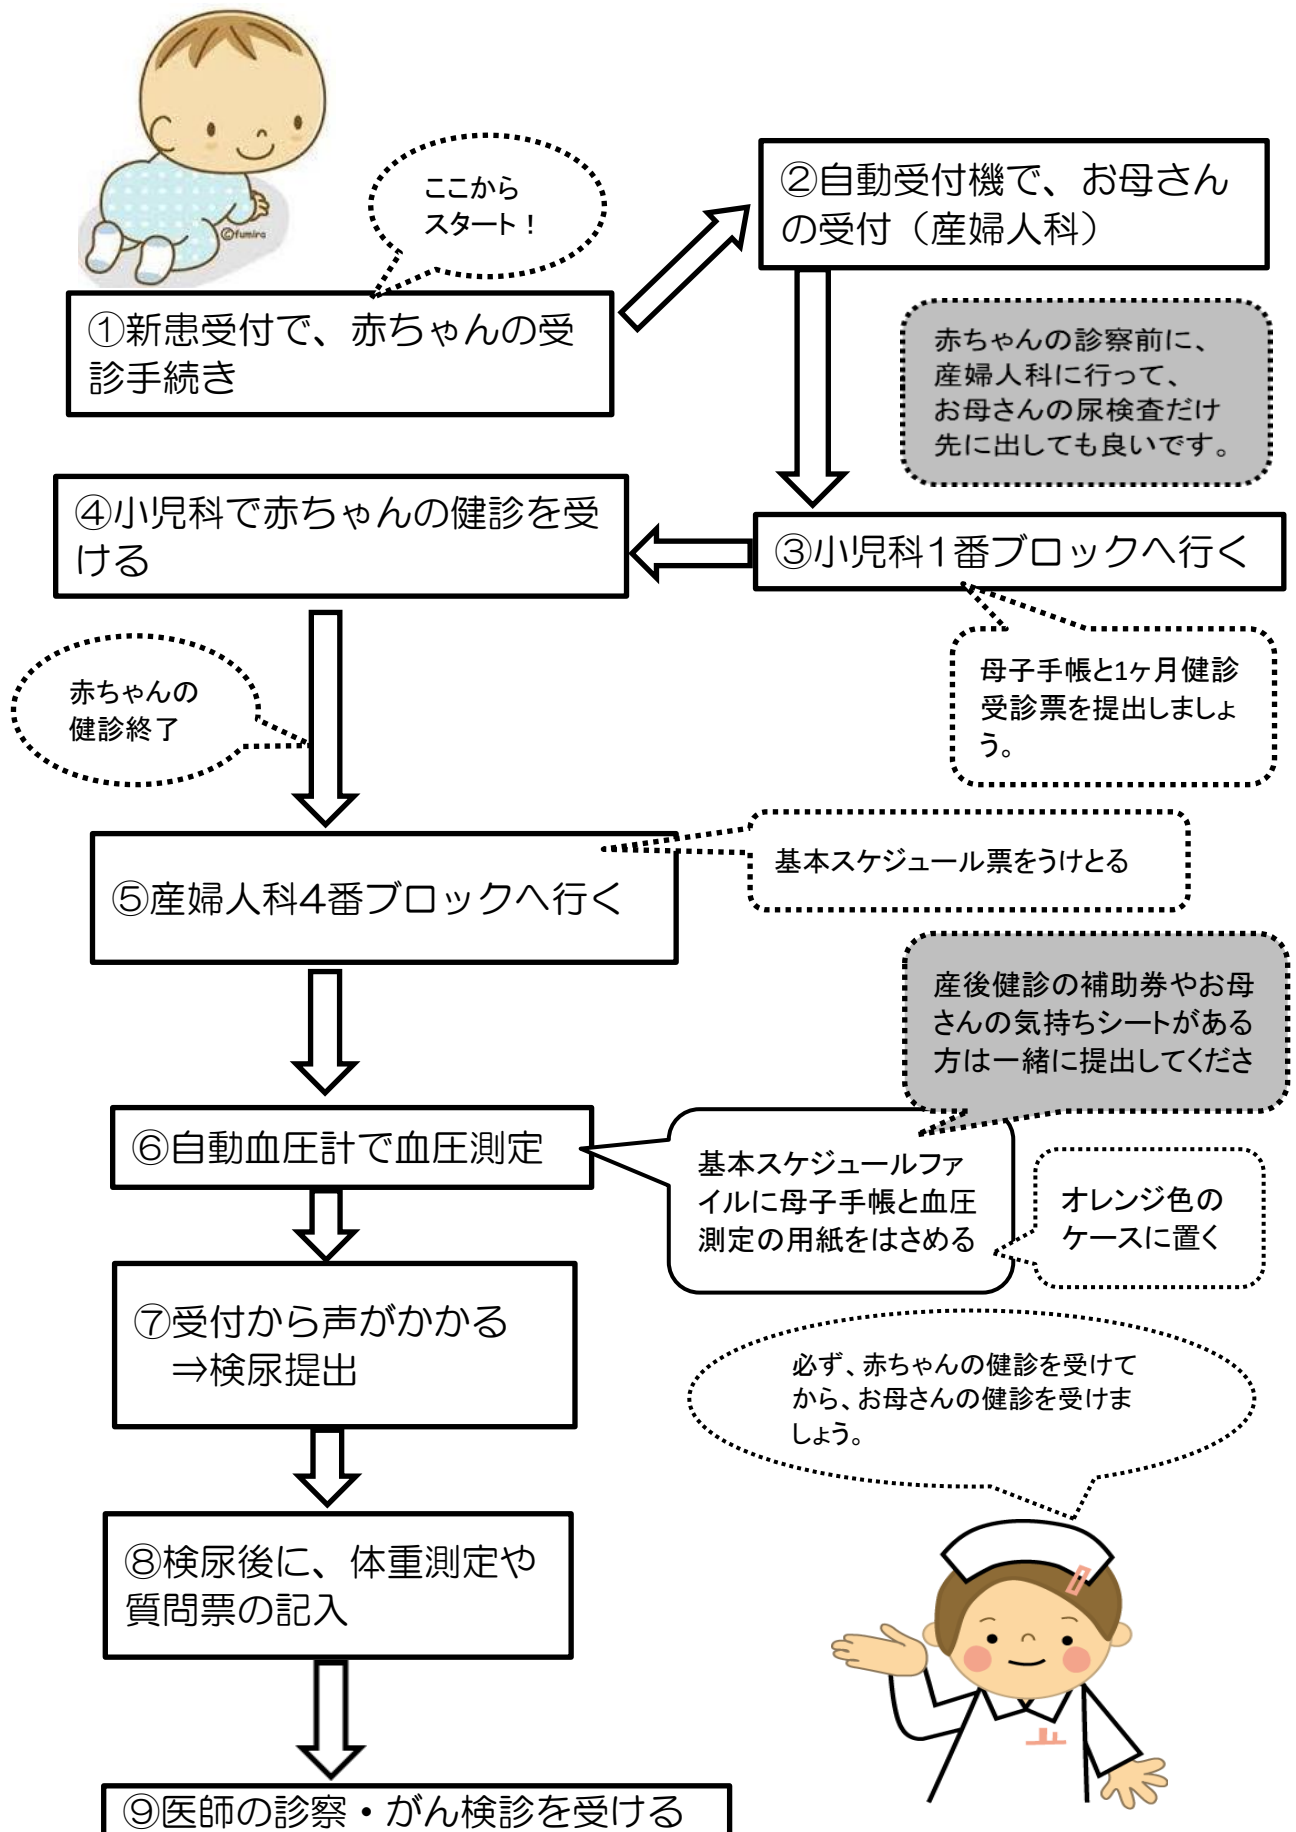 ©fumira
ここから
スタート！
①新患受付で、赤ちゃんの受
診手続き
②自動受付機で、お母さん
の受付（産婦人科）
赤ちゃんの診察前に、
産婦人科に行って、
お母さんの尿検査だけ
先に出しても良いです。
③小児科1番ブロックへ行く
母子手帳と1ヶ月健診
受診票を提出しましょ
う。
④小児科で赤ちゃんの健診を受
ける
赤ちゃんの
健診終了
⑤産婦人科4番ブロックへ行く
基本スケジュール票をうけとる
産後健診の補助券やお母
さんの気持ちシートがある
方は一緒に提出してくださ
⑥自動血圧計で血圧測定
基本スケジュールファ
イルに母子手帳と血圧
測定の用紙をはさめる
オレンジ色の
ケースに置く
⑦受付から声がかかる
⇒検尿提出
必ず、赤ちゃんの健診を受けて
から、お母さんの健診を受けま
しょう。
⑧検尿後に、体重測定や
質問票の記入
⑨医師の診察・がん検診を受ける